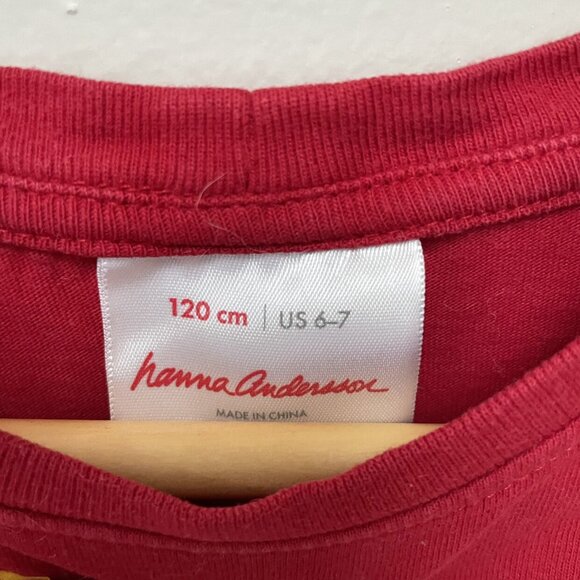 120 cm | US 6–7
hanna Andersson
MADE IN CHINA